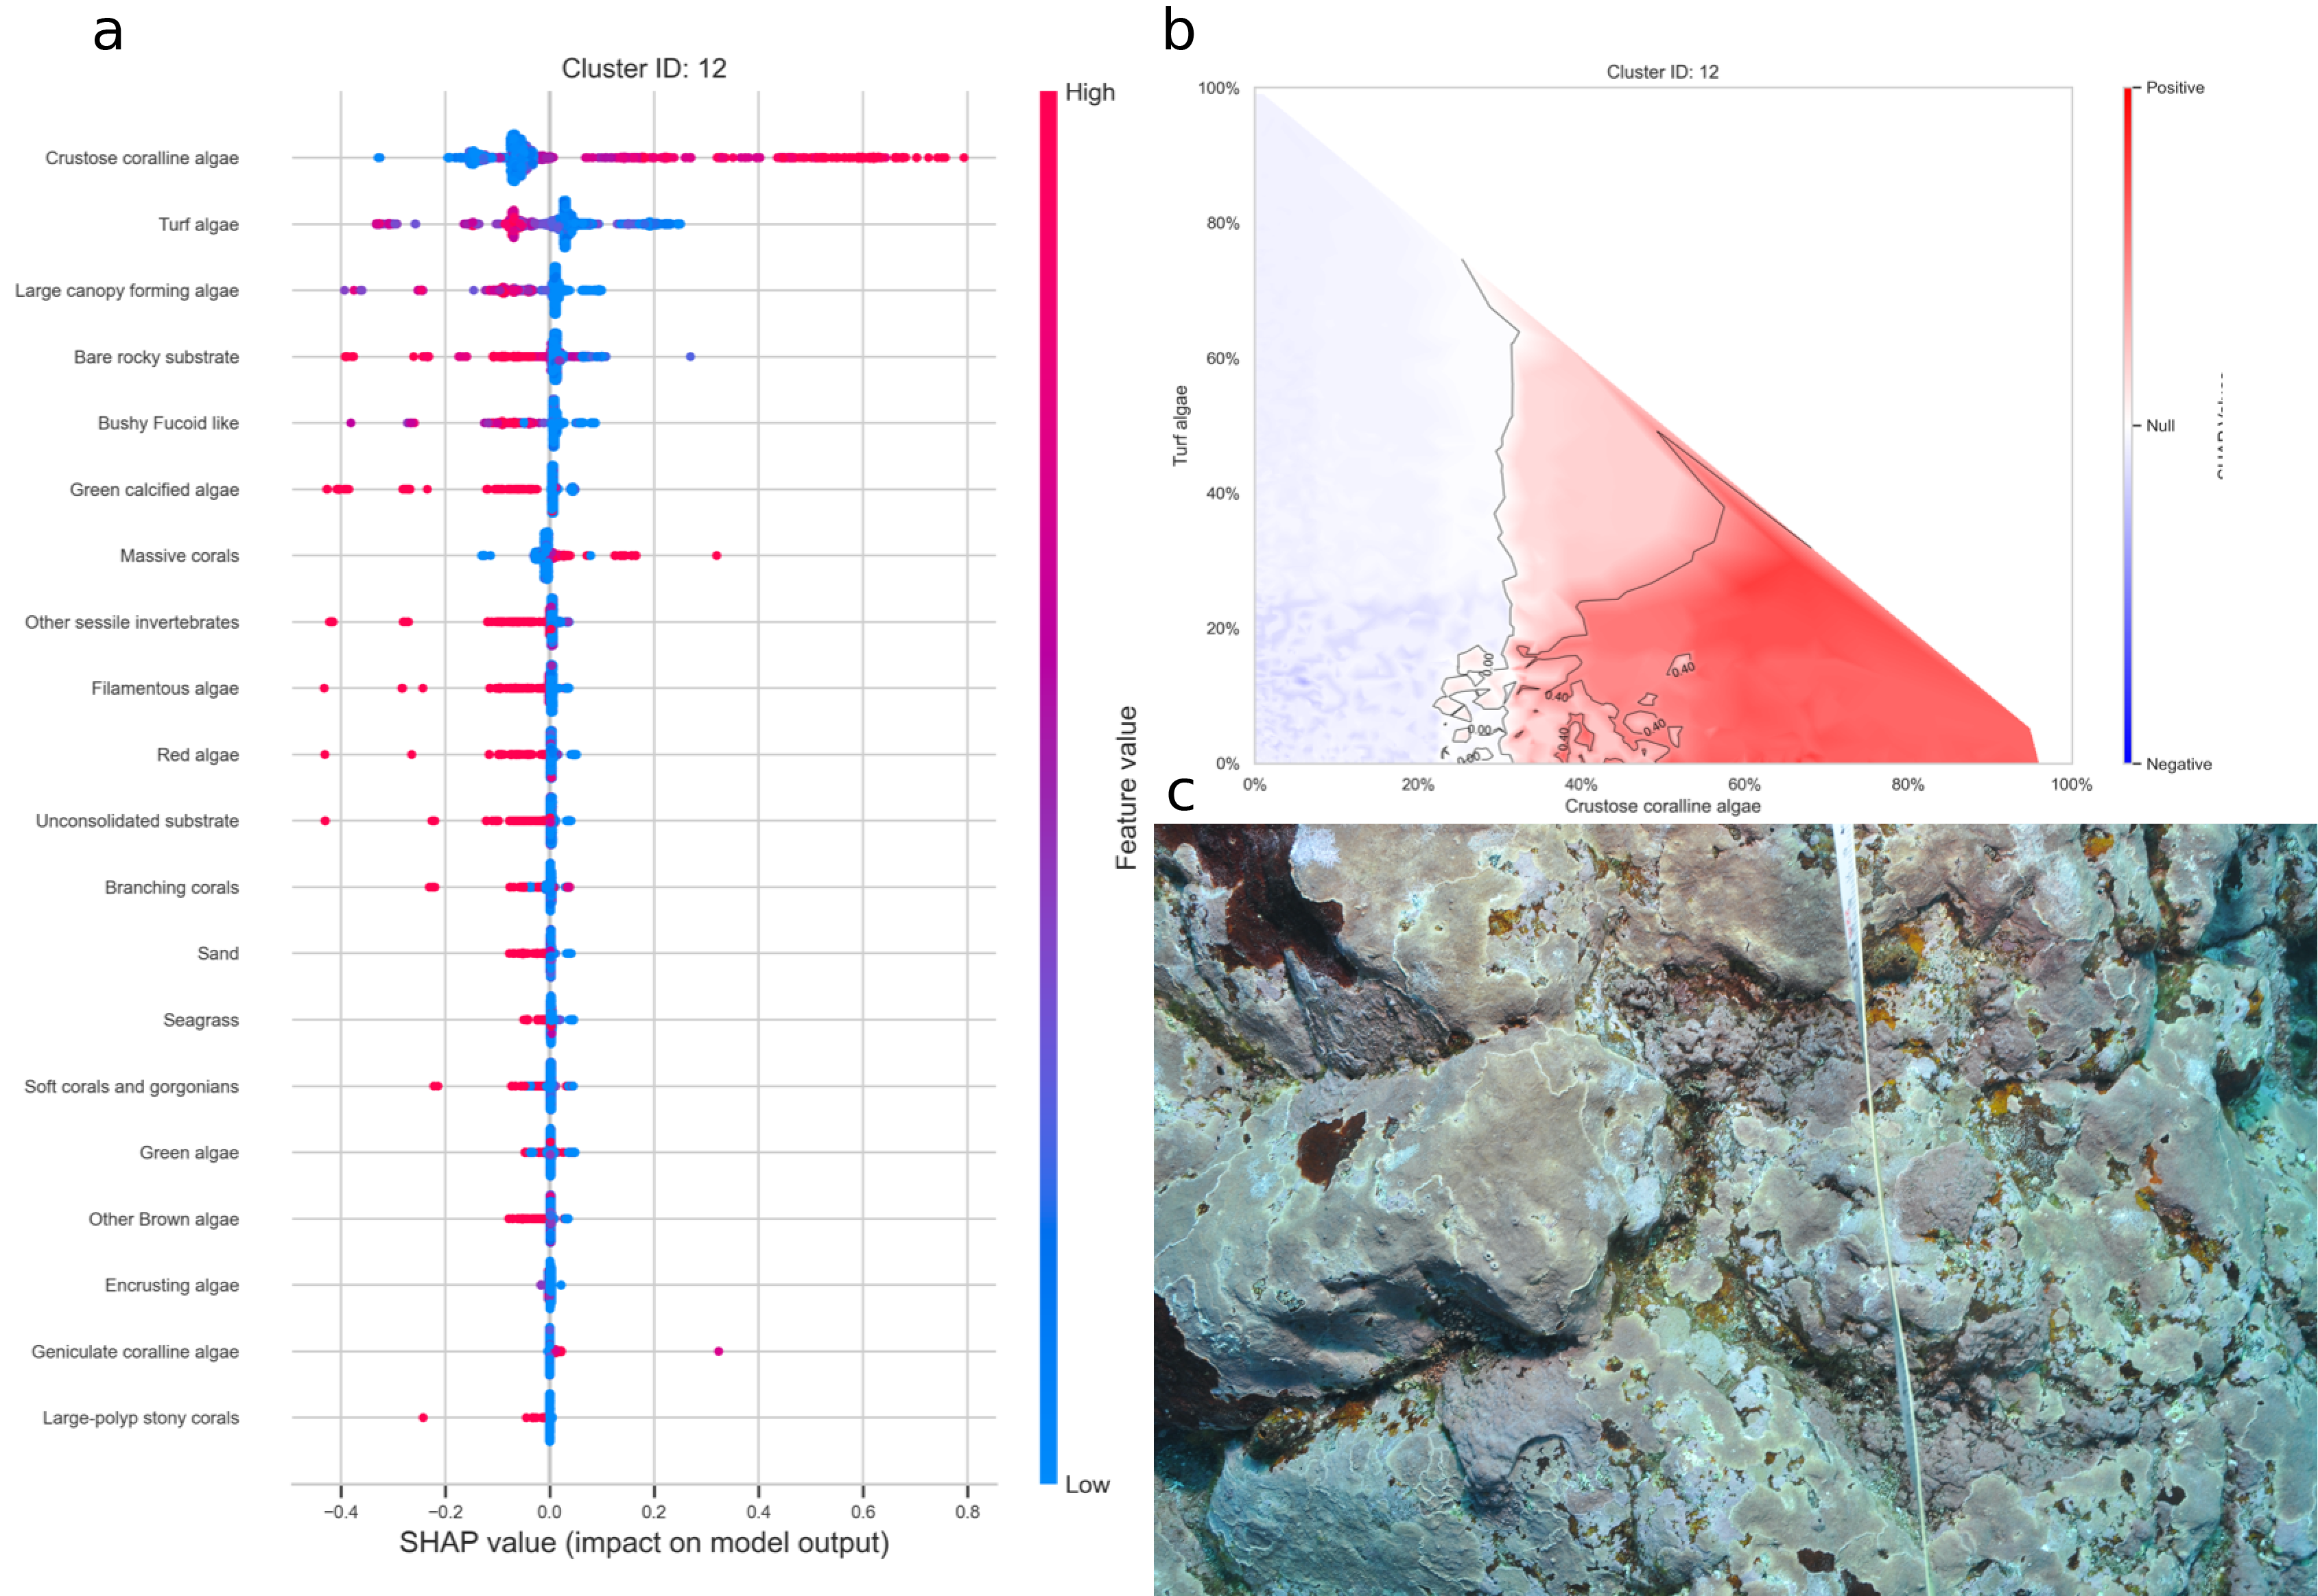 a
Cluster ID: 12
High
Crustose coralline algae
Turf algae
Large canopy forming algae
Bare rocky substrate
Bushy Fucoid like
Green calcified algae
Massive corals
Other sessile invertebrates
Filamentous algae
Red algae
Unconsolidated substrate
Branching corals
Sand
Seagrass
Soft corals and gorgonians
Green algae
Other Brown algae
Encrusting algae
Geniculate coralline algae
Large-polyp stony corals
Feature value
Low
−0.4 −0.2 0.0 0.2 0.4 0.6 0.8
SHAP value (impact on model output)
b
Cluster ID: 12
100%
80%
60%
40%
20%
0%
Turf algae
0.00
0.00
0.00
0.40
0.40
0.40
0.40
0% 20% 40% 60% 80% 100%
Crustose coralline algae
Positive
Null
Negative
c